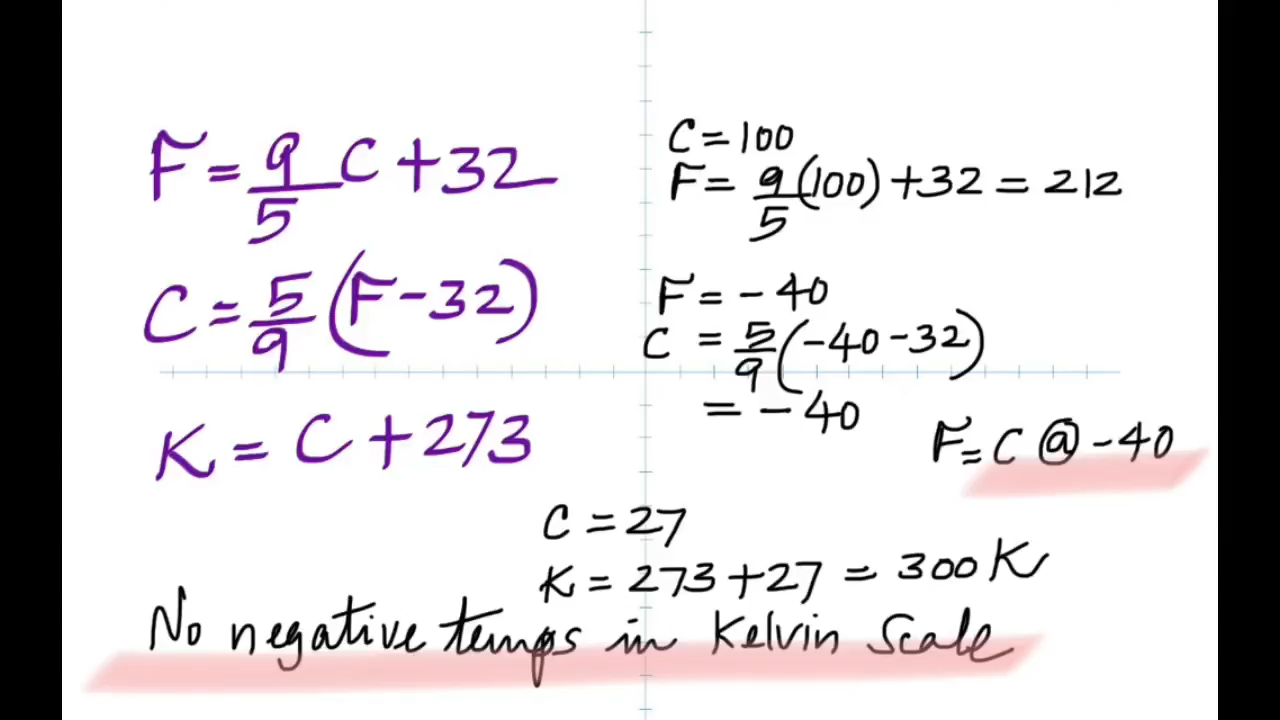 F = 9/5 C + 32
C = 5/9 (F - 32)
K = C + 273
C = 100
F = 9/5 (100) + 32 = 212
F = - 40
C = 5/9 (-40 - 32)
= - 40
F = C @ -40
C = 27
K = 273 + 27 = 300 K
No negative temps in Kelvin Scale